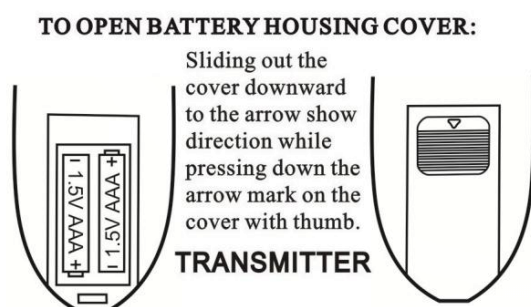 TO OPEN BATTERY HOUSING COVER:
Sliding out the
cover downward
to the arrow show
direction while
pressing down the
arrow mark on the
cover with thumb.
TRANSMITTER
− 1.5V AAA +
− 1.5V AAA +